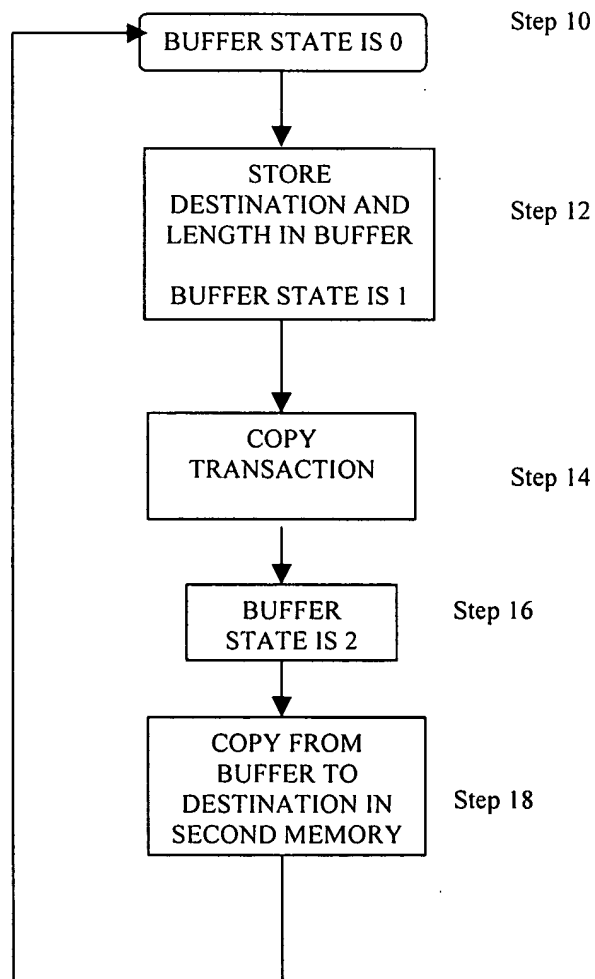 BUFFER STATE IS 0
Step 10
STORE
DESTINATION AND
LENGTH IN BUFFER
BUFFER STATE IS 1
Step 12
COPY
TRANSACTION
Step 14
BUFFER
STATE IS 2
Step 16
COPY FROM
BUFFER TO
DESTINATION IN
SECOND MEMORY
Step 18